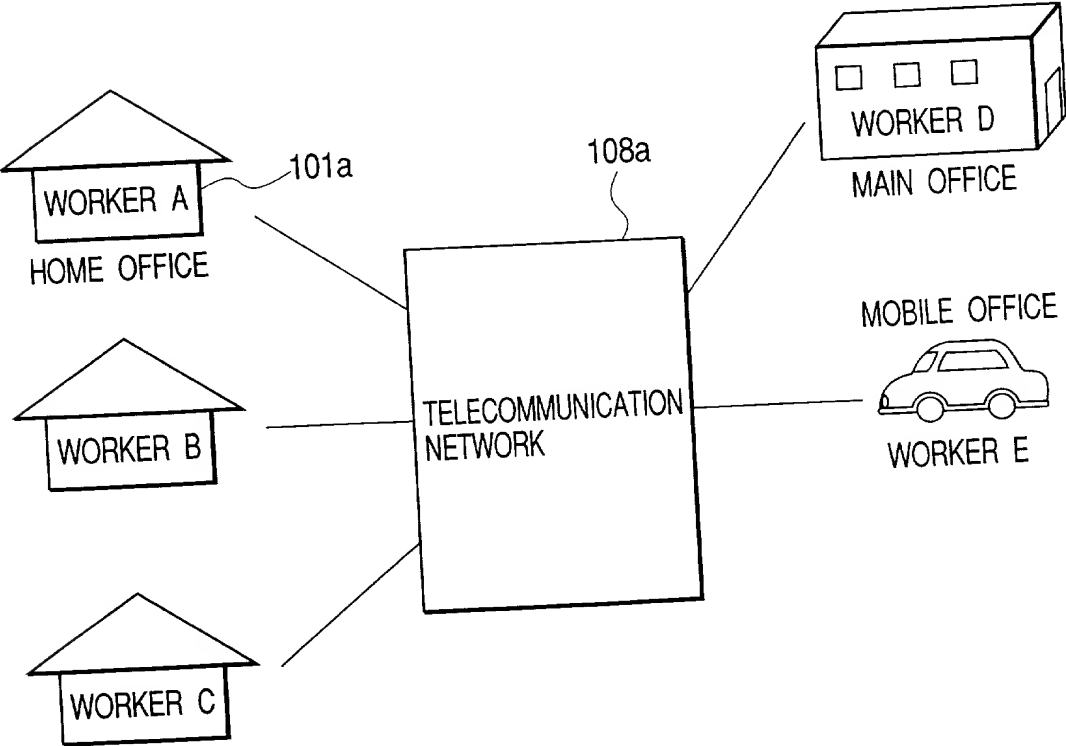 WORKER A
101a
HOME OFFICE
WORKER B
WORKER C
108a
TELECOMMUNICATION
NETWORK
WORKER D
MAIN OFFICE
MOBILE OFFICE
WORKER E